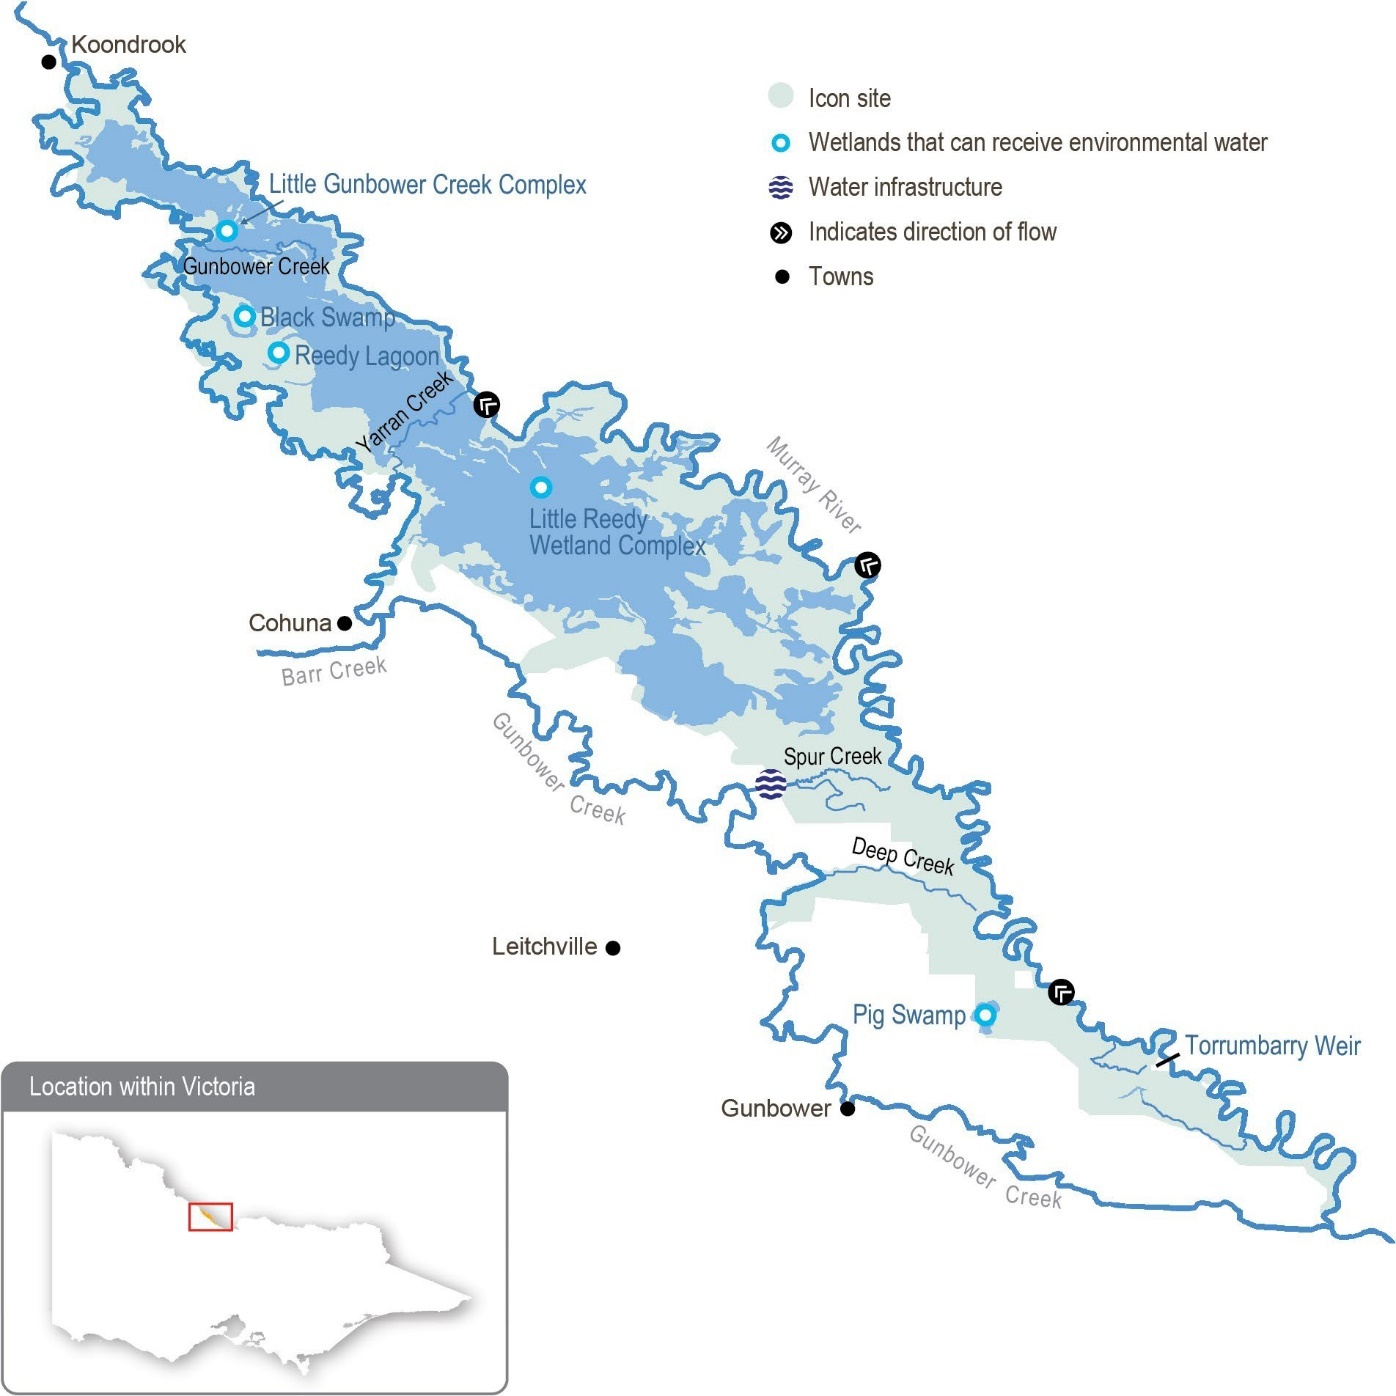 Koondrook
Icon site
Wetlands that can receive environmental water
Little Gunbower Creek Complex
Water infrastructure
Indicates direction of flow
Gunbower Creek
Towns
Black Swamp
Reedy Lagoon
Yarran Creek
Murray River
Little Reedy
Wetland Complex
Cohuna
Barr Creek
Gunbower Creek
Spur Creek
Deep Creek
Leitchville
Pig Swamp
Torrumbarry Weir
Location within Victoria
Gunbower
Gunbower Creek